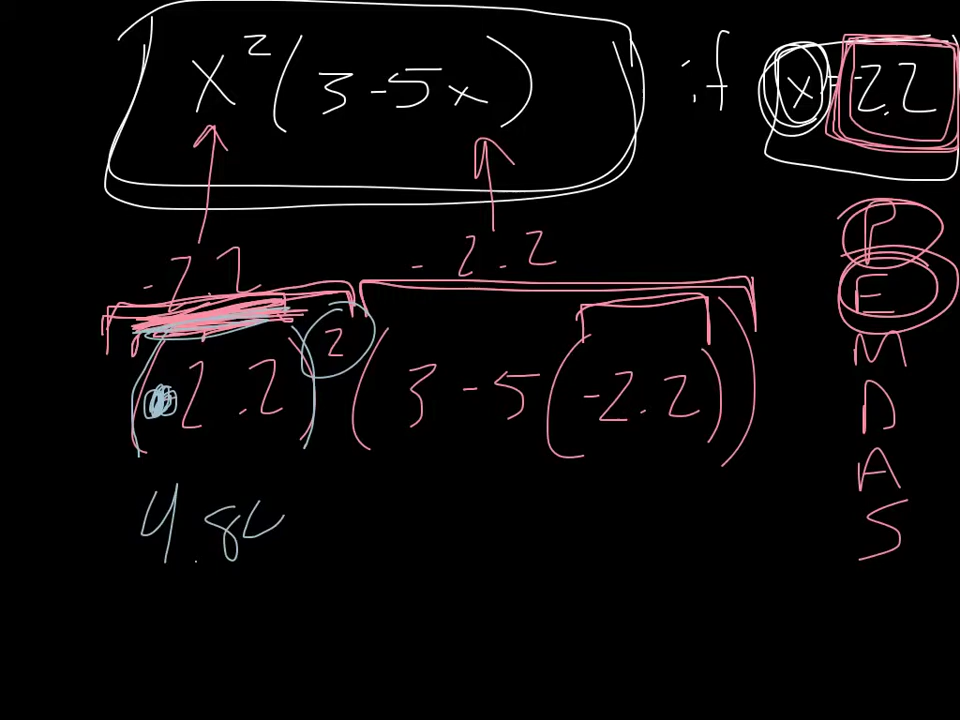 x²(3-5x) if x=-2.2
-2.2 -2.2
(-2.2)²(3-5(-2.2))
4.84
P
E
M
D
A
S